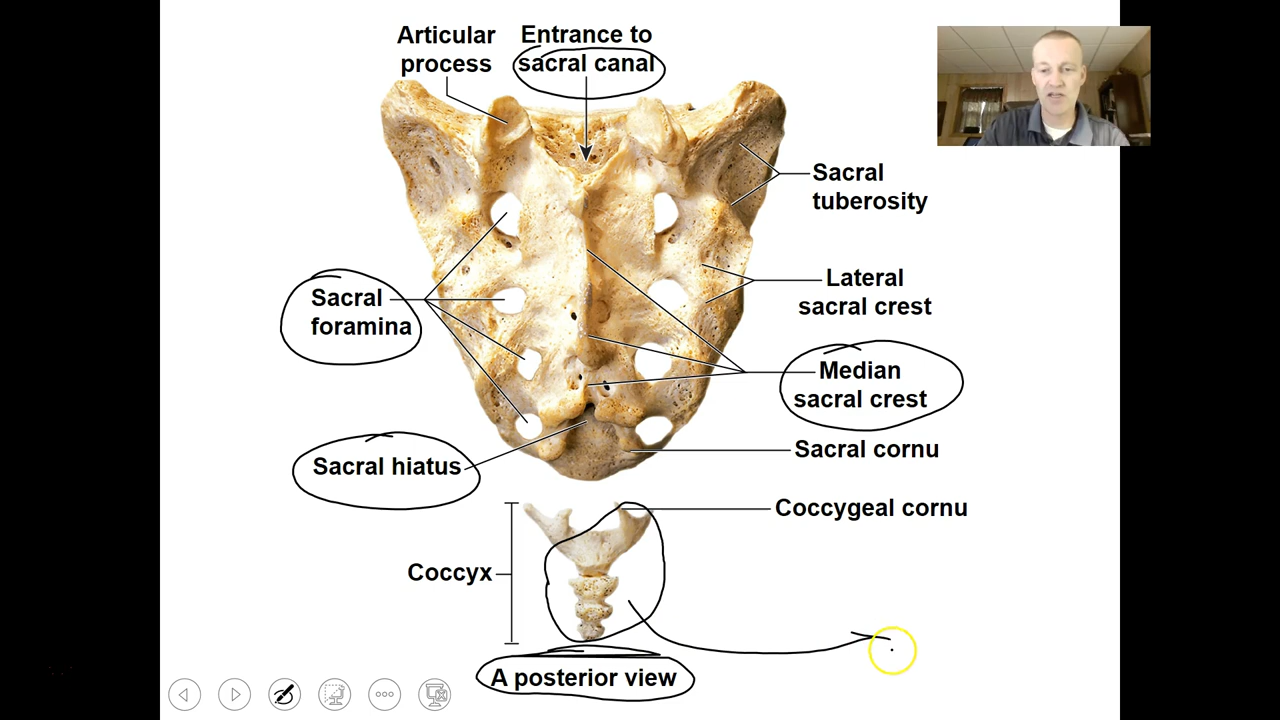 Articular
process
Entrance to
sacral canal
Sacral
tuberosity
Lateral
sacral crest
Sacral
foramina
Median
sacral crest
Sacral hiatus
Sacral cornu
Coccygeal cornu
Coccyx
A posterior view